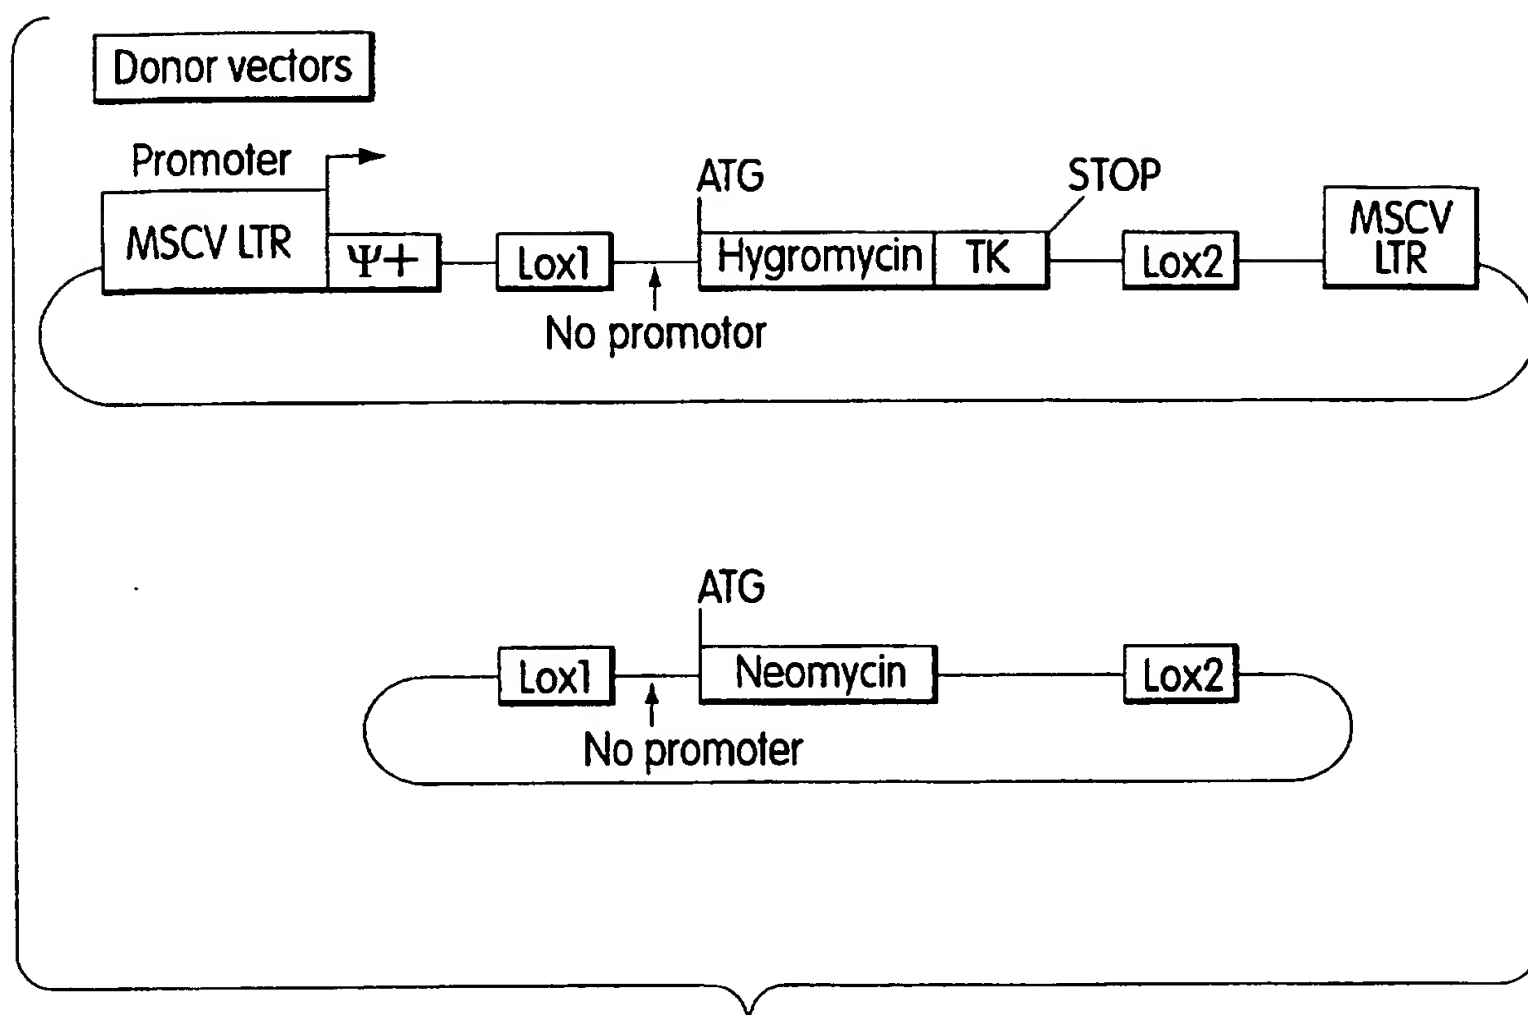 Donor vectors
Promoter
ATG
STOP
MSCV LTR
Ψ+
Lox1
Hygromycin
TK
Lox2
MSCV
LTR
No promotor
ATG
Lox1
Neomycin
Lox2
No promoter